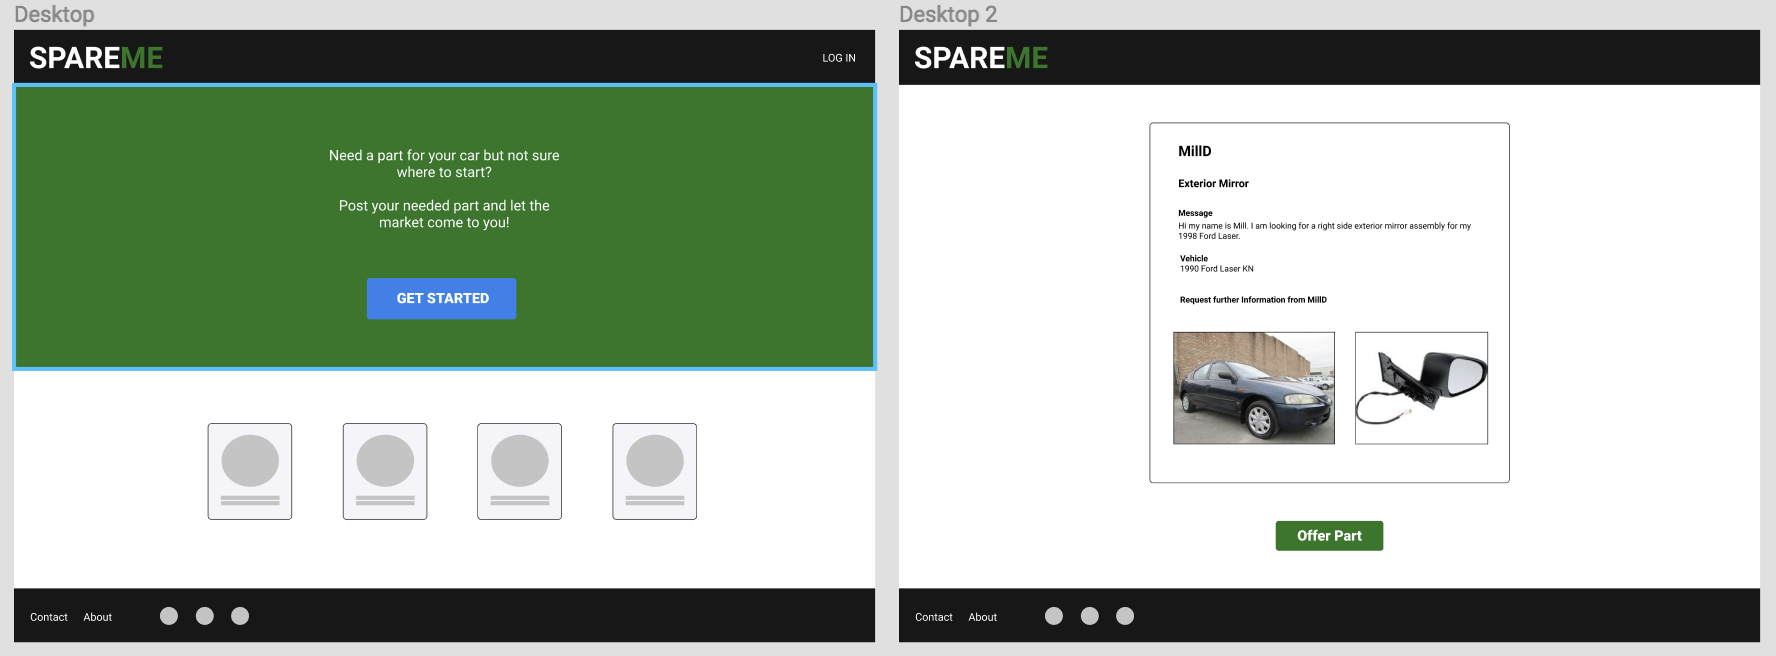 Desktop
SPAREME
LOG IN
Need a part for your car but not sure
where to start?
Post your needed part and let the
market come to you!
GET STARTED
Contact
About
Desktop 2
SPAREME
MillD
Exterior Mirror
Message
Hi my name is Mill. I am looking for a right side exterior mirror assembly for my
1998 Ford Laser.
Vehicle
1990 Ford Laser KN
Request further Information from MillD
Offer Part
Contact
About